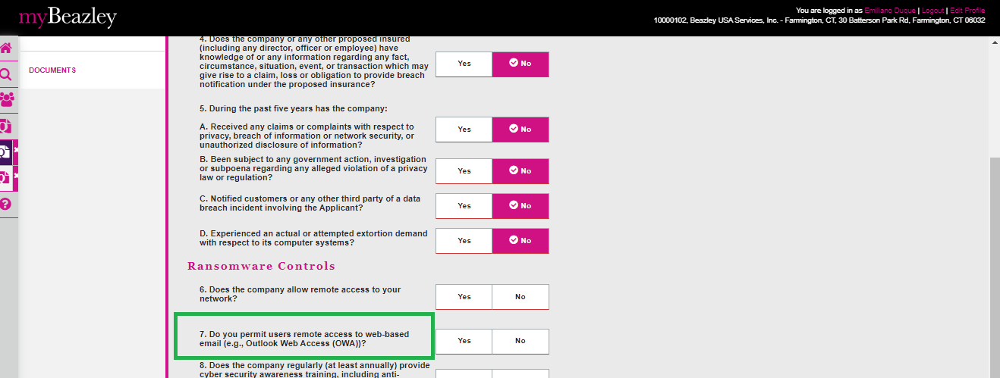 myBeazley
You are logged in as Emiliano Duque | Logout | Edit Profile
10000102, Beazley USA Services, Inc. - Farmington, CT, 30 Batterson Park Rd, Farmington, CT 06032
DOCUMENTS
4. Does the company or any other proposed insured
(including any director, officer or employee) have
knowledge of or any information regarding any fact,
circumstance, situation, event, or transaction which may
give rise to a claim, loss or obligation to provide breach
notification under the proposed insurance?
Yes No
5. During the past five years has the company:
A. Received any claims or complaints with respect to
privacy, breach of information or network security, or
unauthorized disclosure of information?
Yes No
B. Been subject to any government action, investigation
or subpoena regarding any alleged violation of a privacy
law or regulation?
Yes No
C. Notified customers or any other third party of a data
breach incident involving the Applicant?
Yes No
D. Experienced an actual or attempted extortion demand
with respect to its computer systems?
Yes No
Ransomware Controls
6. Does the company allow remote access to your
network?
Yes No
7. Do you permit users remote access to web-based
email (e.g., Outlook Web Access (OWA))?
Yes No
8. Does the company regularly (at least annually) provide
cyber security awareness training, including anti-